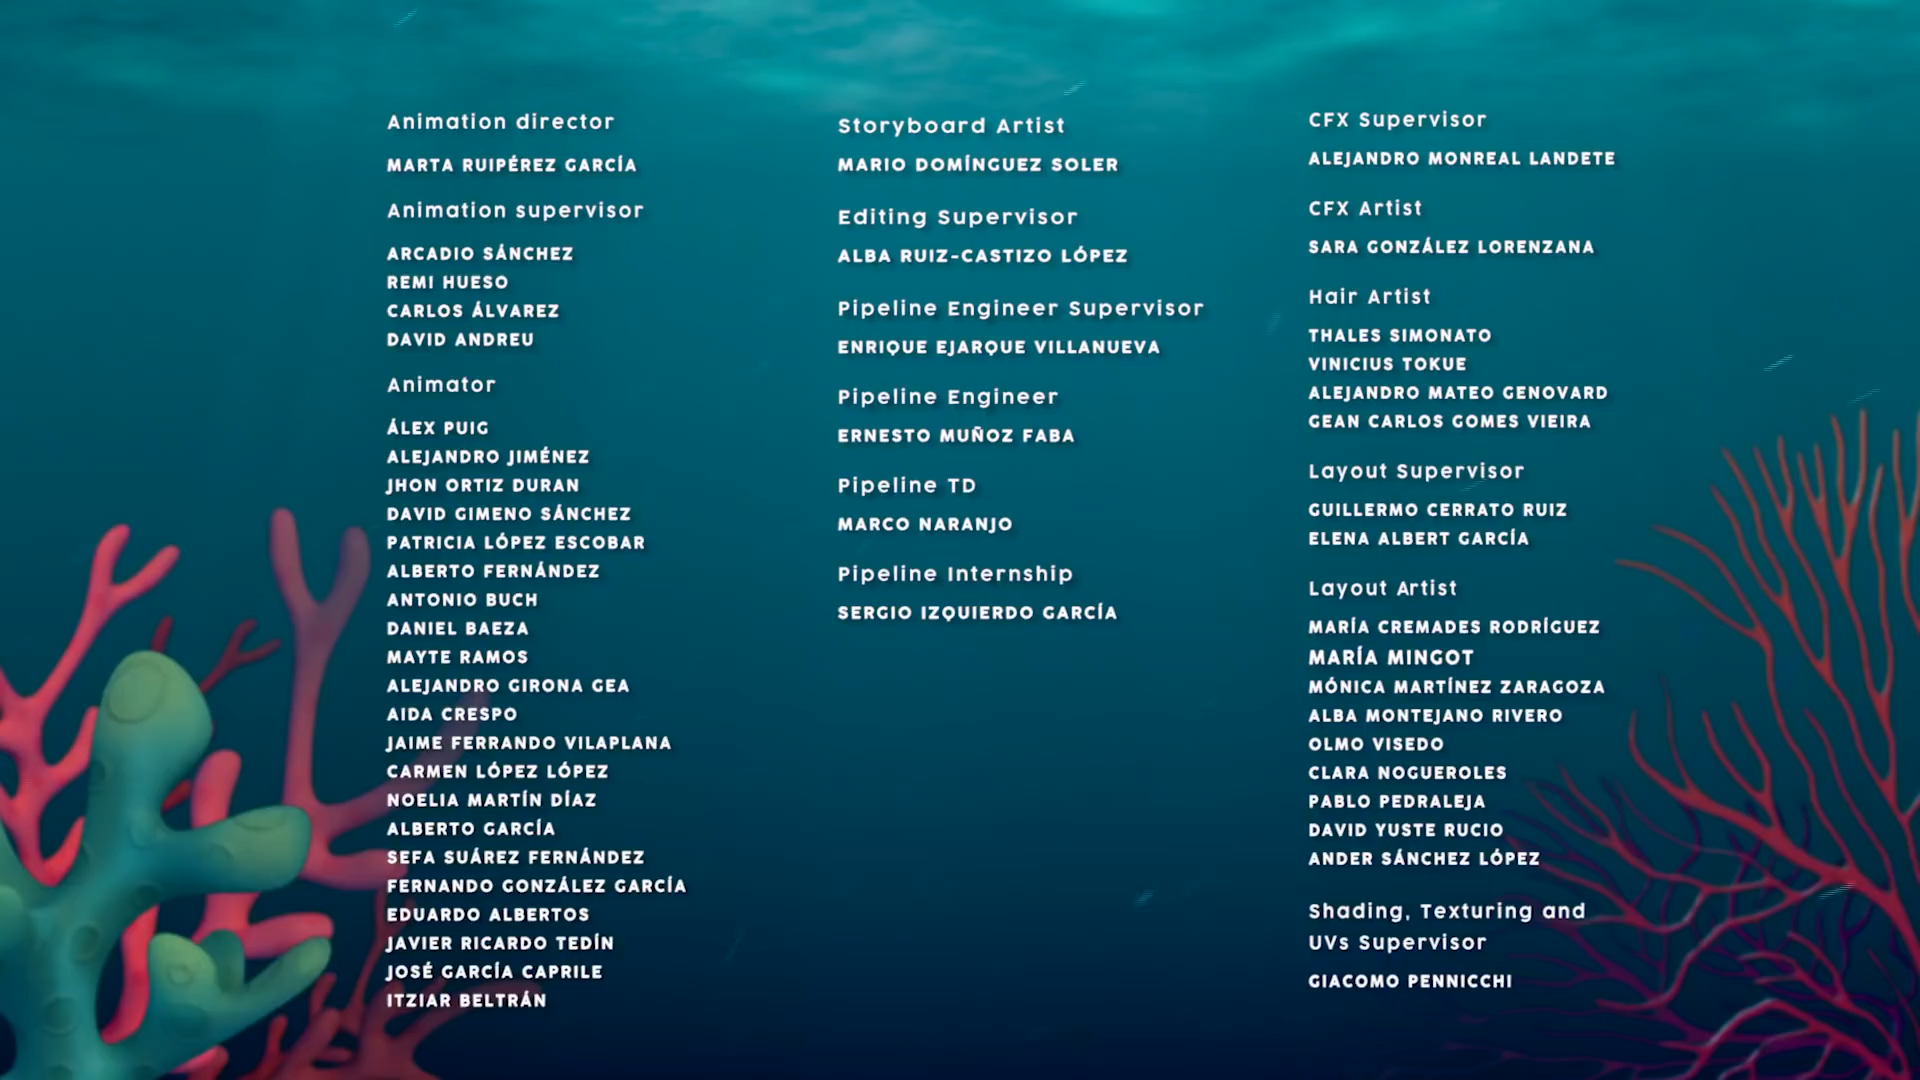 Animation director
MARTA RUIPÉREZ GARCÍA
Animation supervisor
ARCADIO SÁNCHEZ
REMI HUESO
CARLOS ÁLVAREZ
DAVID ANDREU
Animator
ÁLEX PUIG
ALEJANDRO JIMÉNEZ
JHON ORTIZ DURAN
DAVID GIMENO SÁNCHEZ
PATRICIA LÓPEZ ESCOBAR
ALBERTO FERNÁNDEZ
ANTONIO BUCH
DANIEL BAEZA
MAYTE RAMOS
ALEJANDRO GIRONA GEA
AIDA CRESPO
JAIME FERRANDO VILAPLANA
CARMEN LÓPEZ LÓPEZ
NOELIA MARTÍN DÍAZ
ALBERTO GARCÍA
SEFA SUÁREZ FERNÁNDEZ
FERNANDO GONZÁLEZ GARCÍA
EDUARDO ALBERTOS
JAVIER RICARDO TEDÍN
JOSÉ GARCÍA CAPRILE
ITZIAR BELTRÁN
Storyboard Artist
MARIO DOMÍNGUEZ SOLER
Editing Supervisor
ALBA RUIZ-CASTIZO LÓPEZ
Pipeline Engineer Supervisor
ENRIQUE EJARQUE VILLANUEVA
Pipeline Engineer
ERNESTO MUÑOZ FABA
Pipeline TD
MARCO NARANJO
Pipeline Internship
SERGIO IZQUIERDO GARCÍA
CFX Supervisor
ALEJANDRO MONREAL LANDETE
CFX Artist
SARA GONZÁLEZ LORENZANA
Hair Artist
THALES SIMONATO
VINICIUS TOKUE
ALEJANDRO MATEO GENOVARD
GEAN CARLOS GOMES VIEIRA
Layout Supervisor
GUILLERMO CERRATO RUIZ
ELENA ALBERT GARCÍA
Layout Artist
MARÍA CREMADES RODRÍGUEZ
MARÍA MINGOT
MÓNICA MARTÍNEZ ZARAGOZA
ALBA MONTEJANO RIVERO
OLMO VISEDO
CLARA NOGUEROLES
PABLO PEDRALEJA
DAVID YUSTE RUCIO
ANDER SÁNCHEZ LÓPEZ
Shading, Texturing and
UVs Supervisor
GIACOMO PENNICCHI